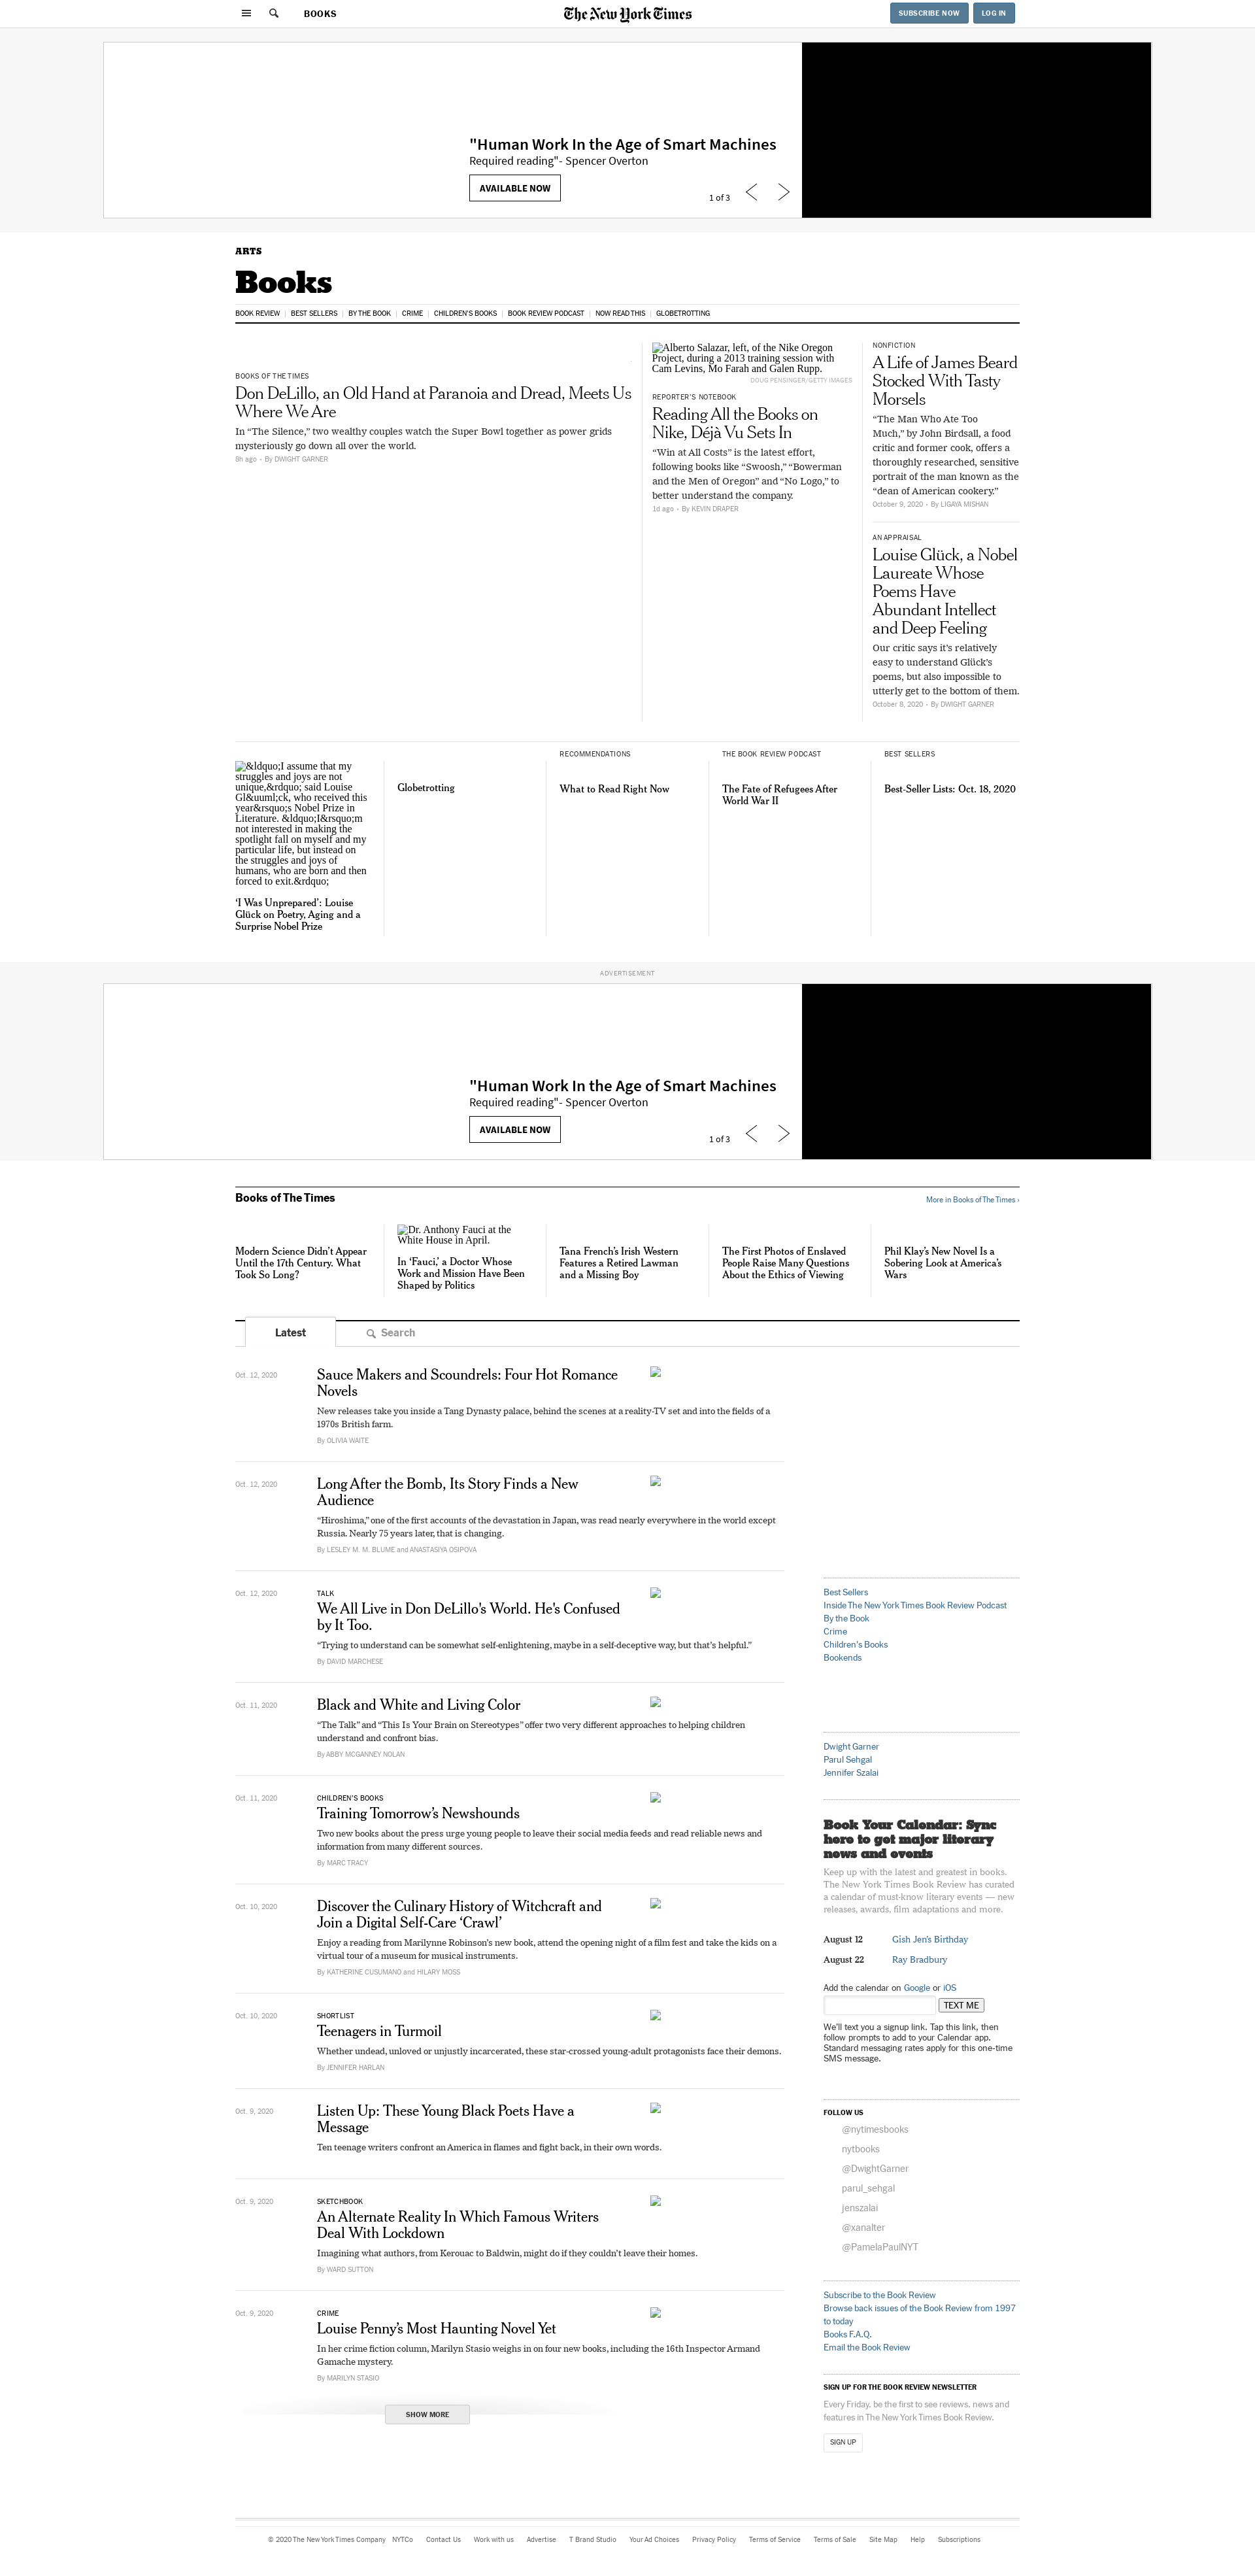 BOOKS
The New York Times
SUBSCRIBE NOW
LOG IN
"Human Work In the Age of Smart Machines
Required reading"- Spencer Overton
AVAILABLE NOW
1 of 3
ARTS
Books
BOOK REVIEW
BEST SELLERS
BY THE BOOK
CRIME
CHILDREN'S BOOKS
BOOK REVIEW PODCAST
NOW READ THIS
GLOBETROTTING
BOOKS OF THE TIMES
Don DeLillo, an Old Hand at Paranoia and Dread, Meets Us
Where We Are
In “The Silence,” two wealthy couples watch the Super Bowl together as power grids
mysteriously go down all over the world.
8h ago • By DWIGHT GARNER
Alberto Salazar, left, of the Nike Oregon
Project, during a 2013 training session with
Cam Levins, Mo Farah and Galen Rupp.
DOUG PENSINGER/GETTY IMAGES
REPORTER’S NOTEBOOK
Reading All the Books on
Nike, Déjà Vu Sets In
“Win at All Costs” is the latest effort,
following books like “Swoosh,” “Bowerman
and the Men of Oregon” and “No Logo,” to
better understand the company.
1d ago • By KEVIN DRAPER
NONFICTION
A Life of James Beard
Stocked With Tasty
Morsels
“The Man Who Ate Too
Much,” by John Birdsall, a food
critic and former cook, offers a
thoroughly researched, sensitive
portrait of the man known as the
“dean of American cookery.”
October 9, 2020 • By LIGAYA MISHAN
AN APPRAISAL
Louise Glück, a Nobel
Laureate Whose
Poems Have
Abundant Intellect
and Deep Feeling
Our critic says it’s relatively
easy to understand Glück’s
poems, but also impossible to
utterly get to the bottom of them.
October 8, 2020 • By DWIGHT GARNER
&ldquo;I assume that my
struggles and joys are not
unique,&rdquo; said Louise
Gl&uuml;ck, who received this
year&rsquo;s Nobel Prize in
Literature. &ldquo;I&rsquo;m
not interested in making the
spotlight fall on myself and my
particular life, but instead on
the struggles and joys of
humans, who are born and then
forced to exit.&rdquo;
‘I Was Unprepared’: Louise
Glück on Poetry, Aging and a
Surprise Nobel Prize
Globetrotting
RECOMMENDATIONS
What to Read Right Now
THE BOOK REVIEW PODCAST
The Fate of Refugees After
World War II
BEST SELLERS
Best-Seller Lists: Oct. 18, 2020
ADVERTISEMENT
"Human Work In the Age of Smart Machines
Required reading"- Spencer Overton
AVAILABLE NOW
1 of 3
Books of The Times
More in Books of The Times ›
Modern Science Didn’t Appear
Until the 17th Century. What
Took So Long?
Dr. Anthony Fauci at the
White House in April.
In ‘Fauci,’ a Doctor Whose
Work and Mission Have Been
Shaped by Politics
Tana French’s Irish Western
Features a Retired Lawman
and a Missing Boy
The First Photos of Enslaved
People Raise Many Questions
About the Ethics of Viewing
Phil Klay’s New Novel Is a
Sobering Look at America’s
Wars
Latest
Search
Oct. 12, 2020
Sauce Makers and Scoundrels: Four Hot Romance
Novels
New releases take you inside a Tang Dynasty palace, behind the scenes at a reality-TV set and into the fields of a
1970s British farm.
By OLIVIA WAITE
Oct. 12, 2020
Long After the Bomb, Its Story Finds a New
Audience
“Hiroshima,” one of the first accounts of the devastation in Japan, was read nearly everywhere in the world except
Russia. Nearly 75 years later, that is changing.
By LESLEY M. M. BLUME and ANASTASIYA OSIPOVA
Oct. 12, 2020
TALK
We All Live in Don DeLillo's World. He's Confused
by It Too.
“Trying to understand can be somewhat self-enlightening, maybe in a self-deceptive way, but that’s helpful.”
By DAVID MARCHESE
Oct. 11, 2020
Black and White and Living Color
“The Talk” and “This Is Your Brain on Stereotypes” offer two very different approaches to helping children
understand and confront bias.
By ABBY MCGANNEY NOLAN
Oct. 11, 2020
CHILDREN’S BOOKS
Training Tomorrow’s Newshounds
Two new books about the press urge young people to leave their social media feeds and read reliable news and
information from many different sources.
By MARC TRACY
Oct. 10, 2020
Discover the Culinary History of Witchcraft and
Join a Digital Self-Care ‘Crawl’
Enjoy a reading from Marilynne Robinson’s new book, attend the opening night of a film fest and take the kids on a
virtual tour of a museum for musical instruments.
By KATHERINE CUSUMANO and HILARY MOSS
Oct. 10, 2020
SHORTLIST
Teenagers in Turmoil
Whether undead, unloved or unjustly incarcerated, these star-crossed young-adult protagonists face their demons.
By JENNIFER HARLAN
Oct. 9, 2020
Listen Up: These Young Black Poets Have a
Message
Ten teenage writers confront an America in flames and fight back, in their own words.
Oct. 9, 2020
SKETCHBOOK
An Alternate Reality In Which Famous Writers
Deal With Lockdown
Imagining what authors, from Kerouac to Baldwin, might do if they couldn’t leave their homes.
By WARD SUTTON
Oct. 9, 2020
CRIME
Louise Penny’s Most Haunting Novel Yet
In her crime fiction column, Marilyn Stasio weighs in on four new books, including the 16th Inspector Armand
Gamache mystery.
By MARILYN STASIO
SHOW MORE
Best Sellers
Inside The New York Times Book Review Podcast
By the Book
Crime
Children's Books
Bookends
Dwight Garner
Parul Sehgal
Jennifer Szalai
Book Your Calendar: Sync
here to get major literary
news and events
Keep up with the latest and greatest in books.
The New York Times Book Review has curated
a calendar of must-know literary events — new
releases, awards, film adaptations and more.
August 12 Gish Jen’s Birthday
August 22 Ray Bradbury
Add the calendar on Google or iOS
TEXT ME
We’ll text you a signup link. Tap this link, then
follow prompts to add to your Calendar app.
Standard messaging rates apply for this one-time
SMS message.
FOLLOW US
@nytimesbooks
nytbooks
@DwightGarner
parul_sehgal
jenszalai
@xanalter
@PamelaPaulNYT
Subscribe to the Book Review
Browse back issues of the Book Review from 1997
to today
Books F.A.Q.
Email the Book Review
SIGN UP FOR THE BOOK REVIEW NEWSLETTER
Every Friday, be the first to see reviews, news and
features in The New York Times Book Review.
SIGN UP
© 2020 The New York Times Company
NYTCo
Contact Us
Work with us
Advertise
T Brand Studio
Your Ad Choices
Privacy Policy
Terms of Service
Terms of Sale
Site Map
Help
Subscriptions